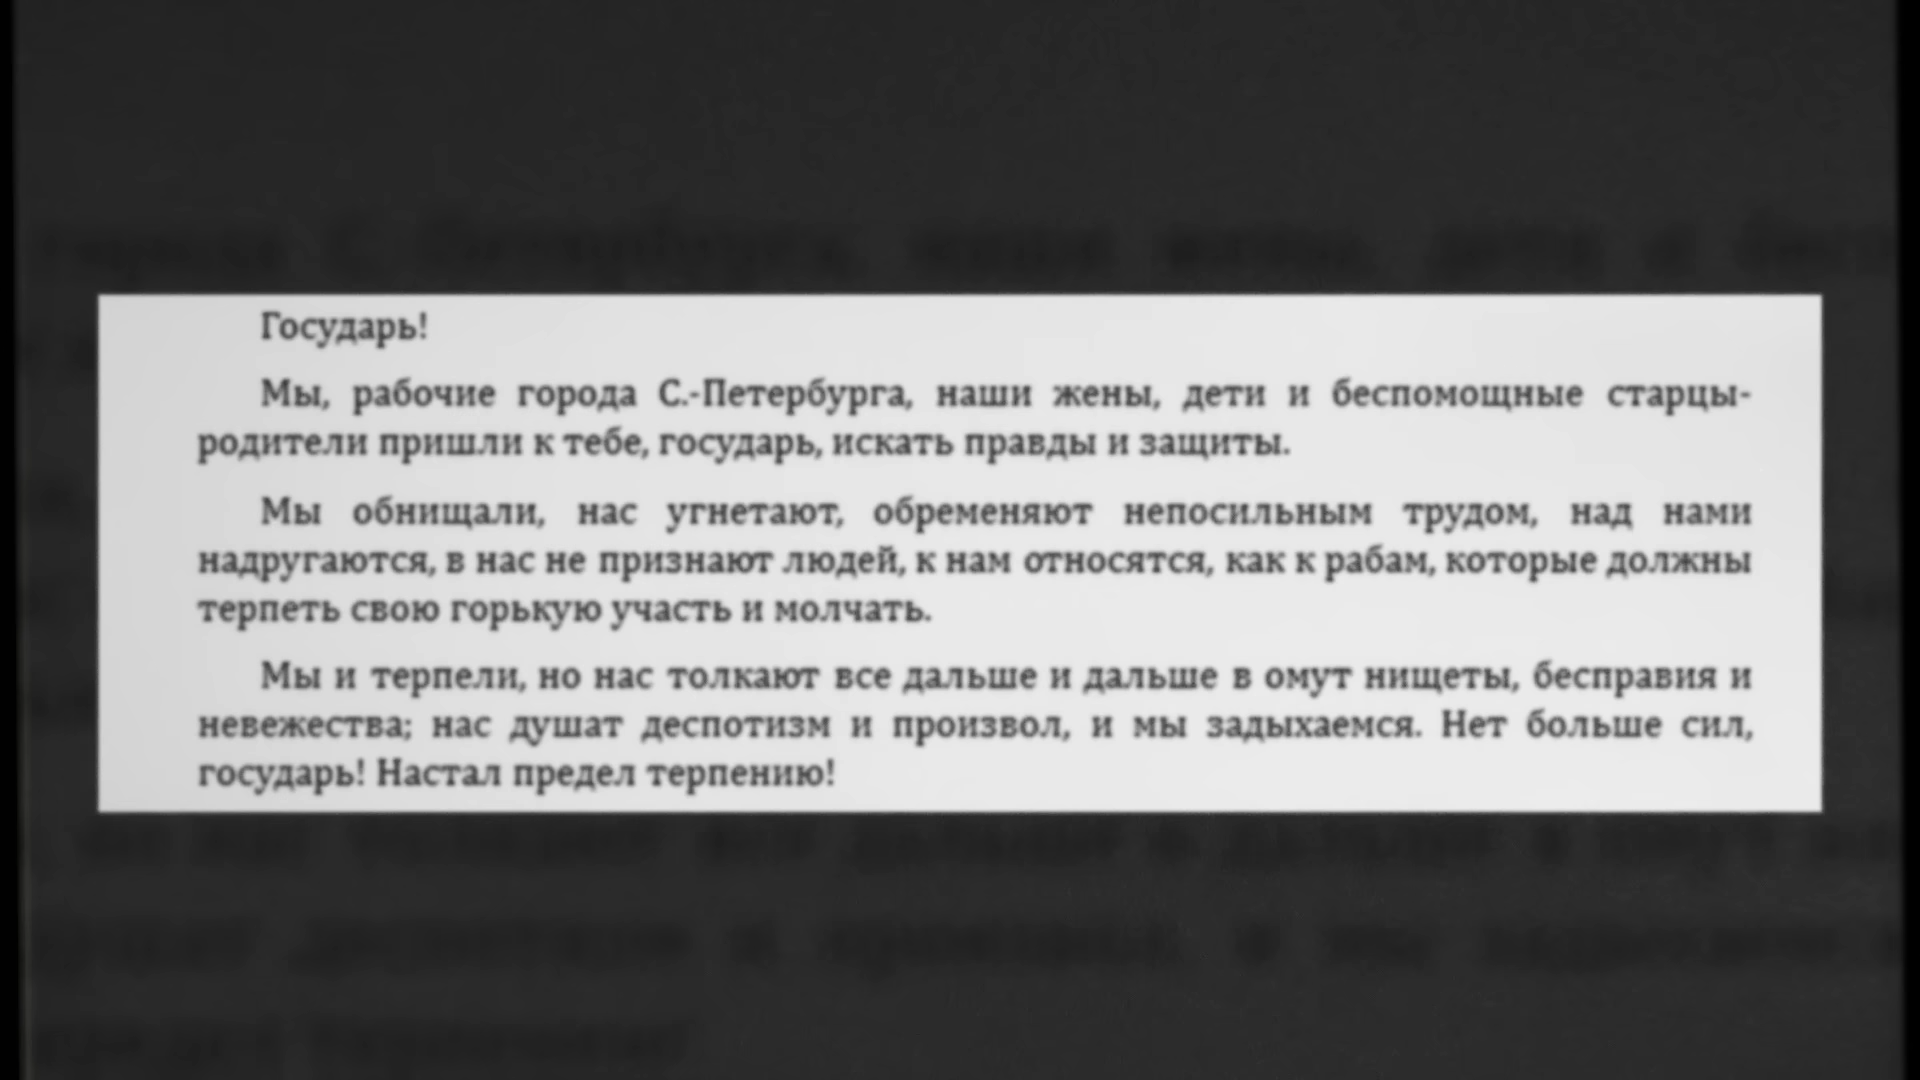 Государь!
Мы, рабочие города С.-Петербурга, наши жены, дети и беспомощные старцы-
родители пришли к тебе, государь, искать правды и защиты.
Мы обнищали, нас угнетают, обременяют непосильным трудом, над нами
надругаются, в нас не признают людей, к нам относятся, как к рабам, которые должны
терпеть свою горькую участь и молчать.
Мы и терпели, но нас толкают все дальше и дальше в омут нищеты, бесправия и
невежества; нас душат деспотизм и произвол, и мы задыхаемся. Нет больше сил,
государь! Настал предел терпению!